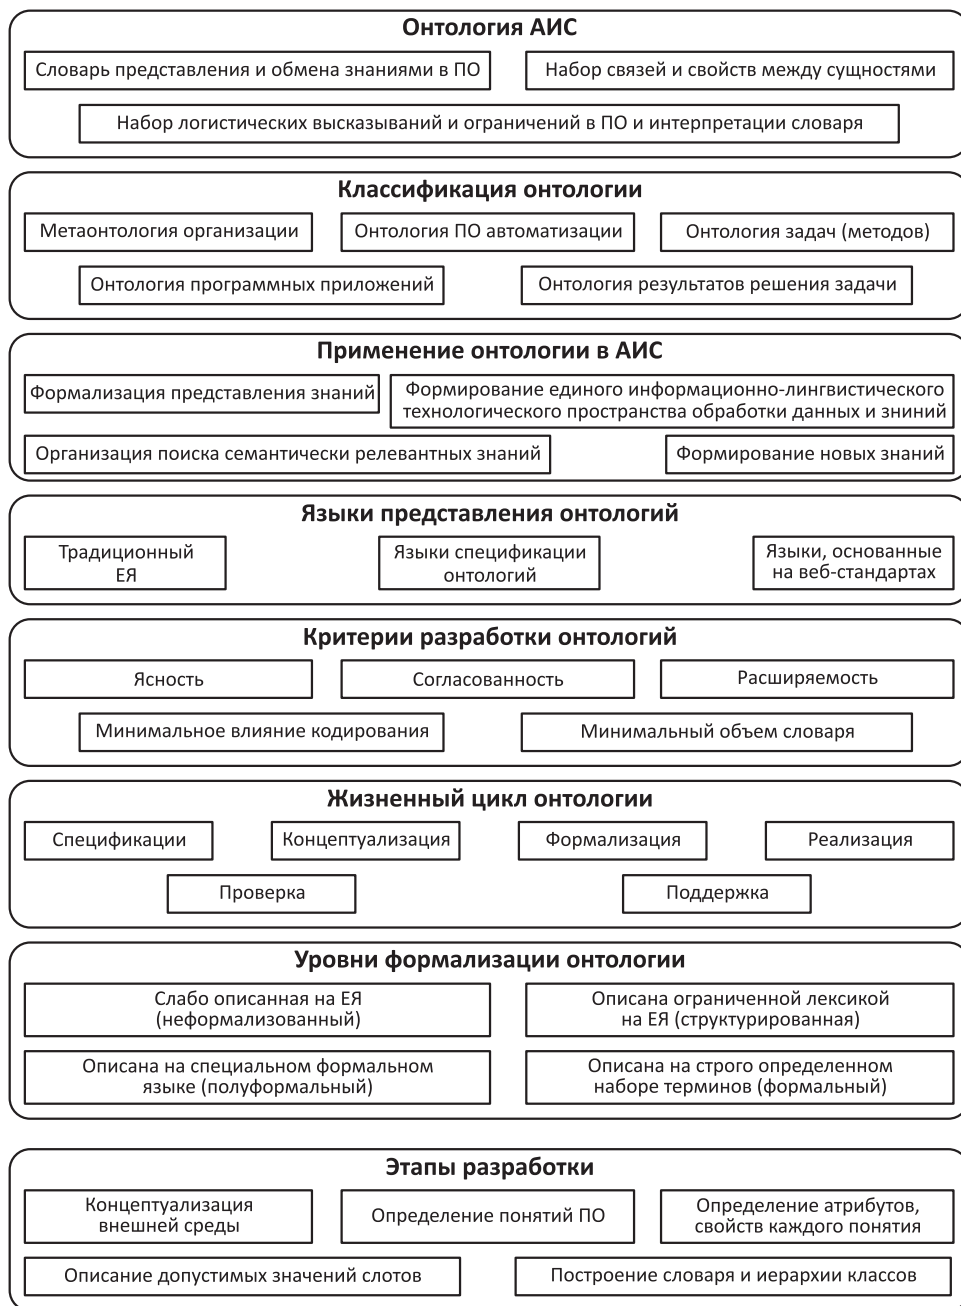 Онтология АИС
Словарь представления и обмена знаниями в ПО
Набор связей и свойств между сущностями
Набор логистических высказываний и ограничений в ПО и интерпретации словаря
Классификация онтологии
Метаонтология организации
Онтология ПО автоматизации
Онтология задач (методов)
Онтология программных приложений
Онтология результатов решения задачи
Применение онтологии в АИС
Формализация представления знаний
Формирование единого информационно-лингвистического
технологического пространства обработки данных и зниний
Организация поиска семантически релевантных знаний
Формирование новых знаний
Языки представления онтологий
Традиционный
ЕЯ
Языки спецификации
онтологий
Языки, основанные
на веб-стандартах
Критерии разработки онтологий
Ясность
Согласованность
Расширяемость
Минимальное влияние кодирования
Минимальный объем словаря
Жизненный цикл онтологии
Спецификации
Концептуализация
Формализация
Реализация
Проверка
Поддержка
Уровни формализации онтологии
Слабо описанная на ЕЯ
(неформализованный)
Описана ограниченной лексикой
на ЕЯ (структурированная)
Описана на специальном формальном
языке (полуформальный)
Описана на строго определенном
наборе терминов (формальный)
Этапы разработки
Концептуализация
внешней среды
Определение понятий ПО
Определение атрибутов,
свойств каждого понятия
Описание допустимых значений слотов
Построение словаря и иерархии классов